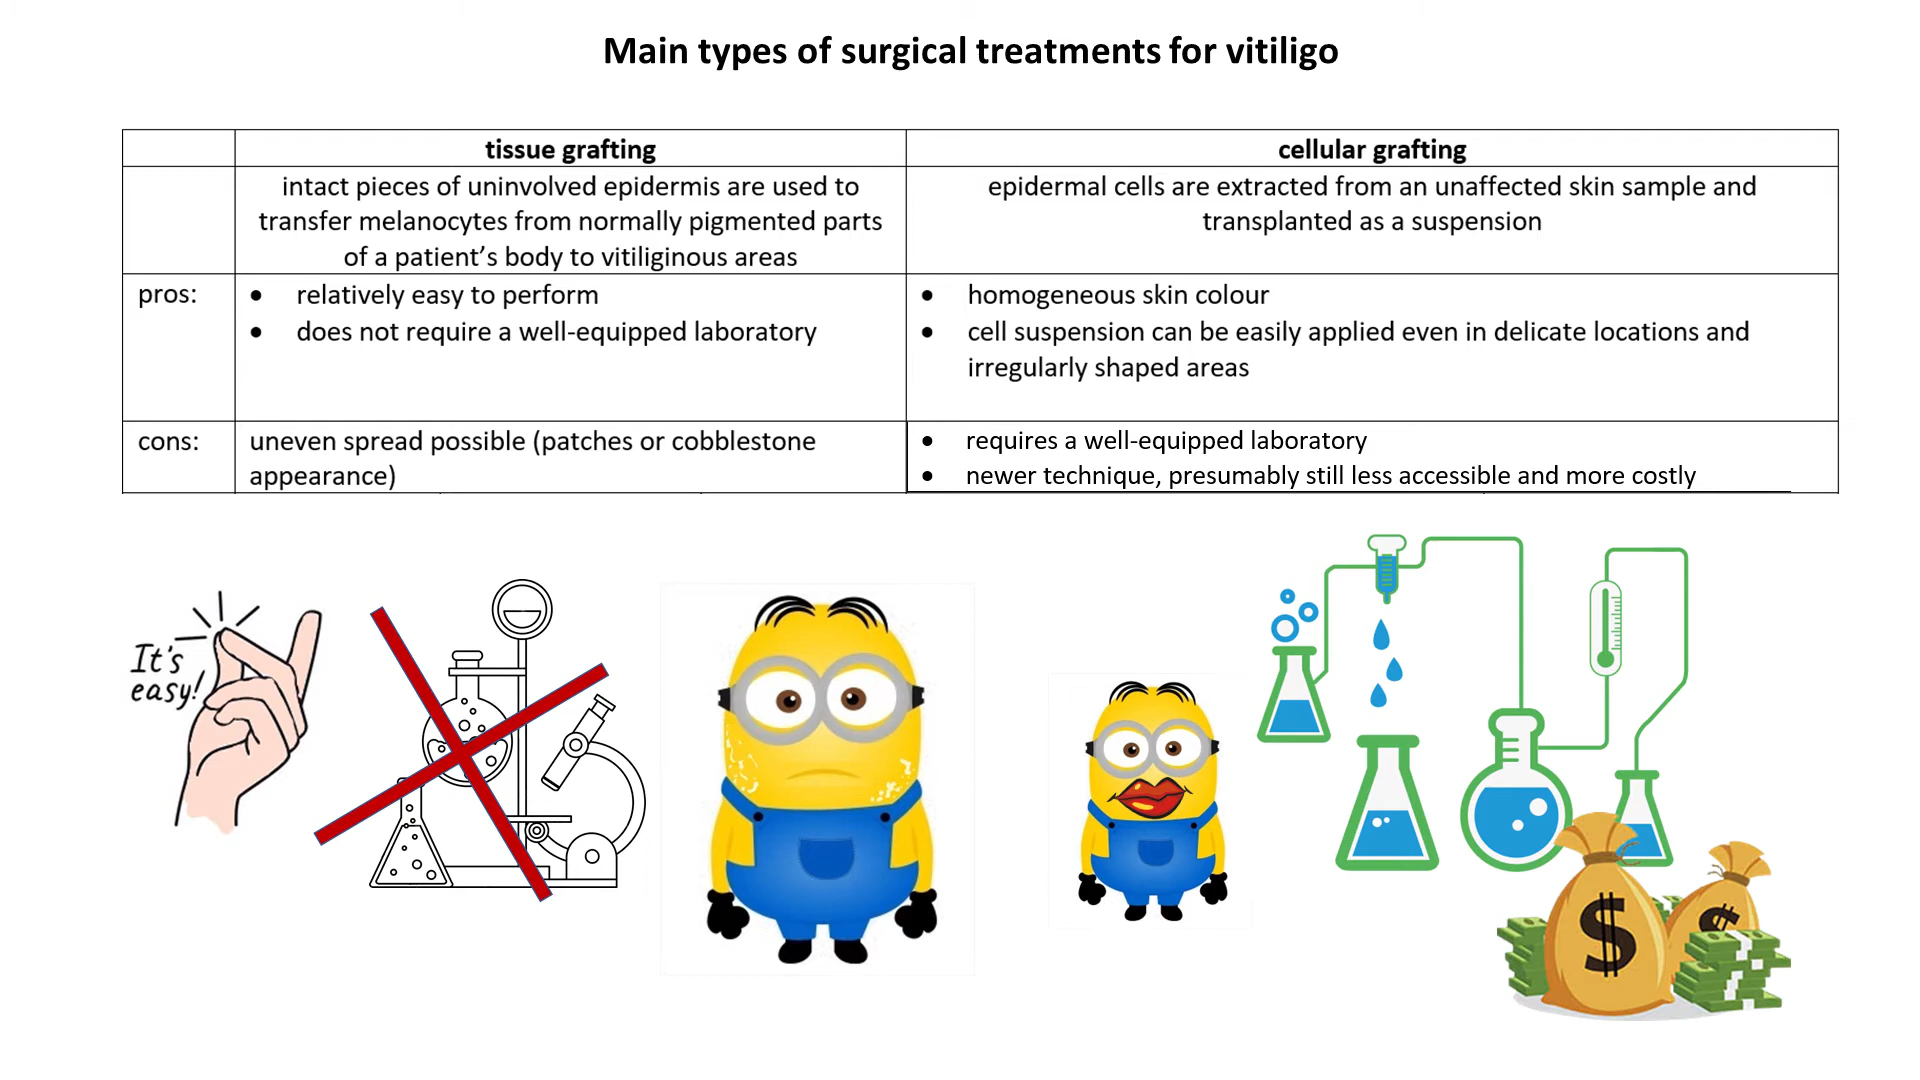 Main types of surgical treatments for vitiligo
tissue grafting
cellular grafting
intact pieces of uninvolved epidermis are used to
transfer melanocytes from normally pigmented parts
of a patient’s body to vitiliginous areas
epidermal cells are extracted from an unaffected skin sample and
transplanted as a suspension
pros:
• relatively easy to perform
• does not require a well-equipped laboratory
• homogeneous skin colour
• cell suspension can be easily applied even in delicate locations and
irregularly shaped areas
cons:
uneven spread possible (patches or cobblestone
appearance)
• requires a well-equipped laboratory
• newer technique, presumably still less accessible and more costly
It's
easy!
$
$